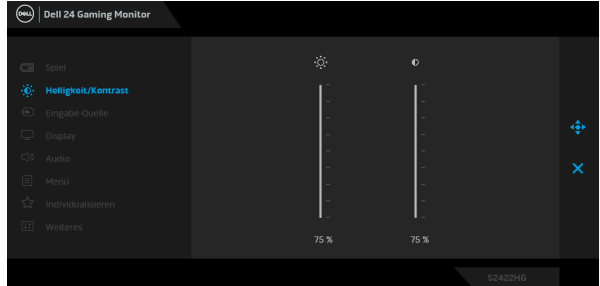 DELL
Dell 24 Gaming Monitor
Spiel
Helligkeit/Kontrast
Eingabe-Quelle
Display
Audio
Menü
Individualisieren
Weiteres
75 %
75 %
S2422HG